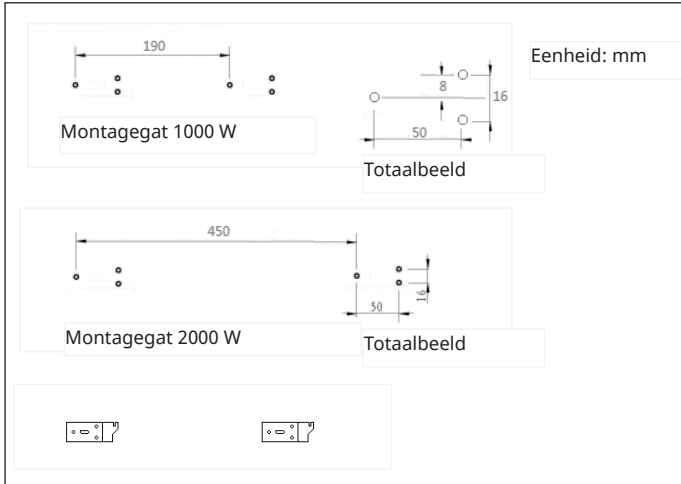 190
Eenheid: mm
8
16
50
Montagegat 1000 W
Totaalbeeld
450
50
16
Montagegat 2000 W
Totaalbeeld